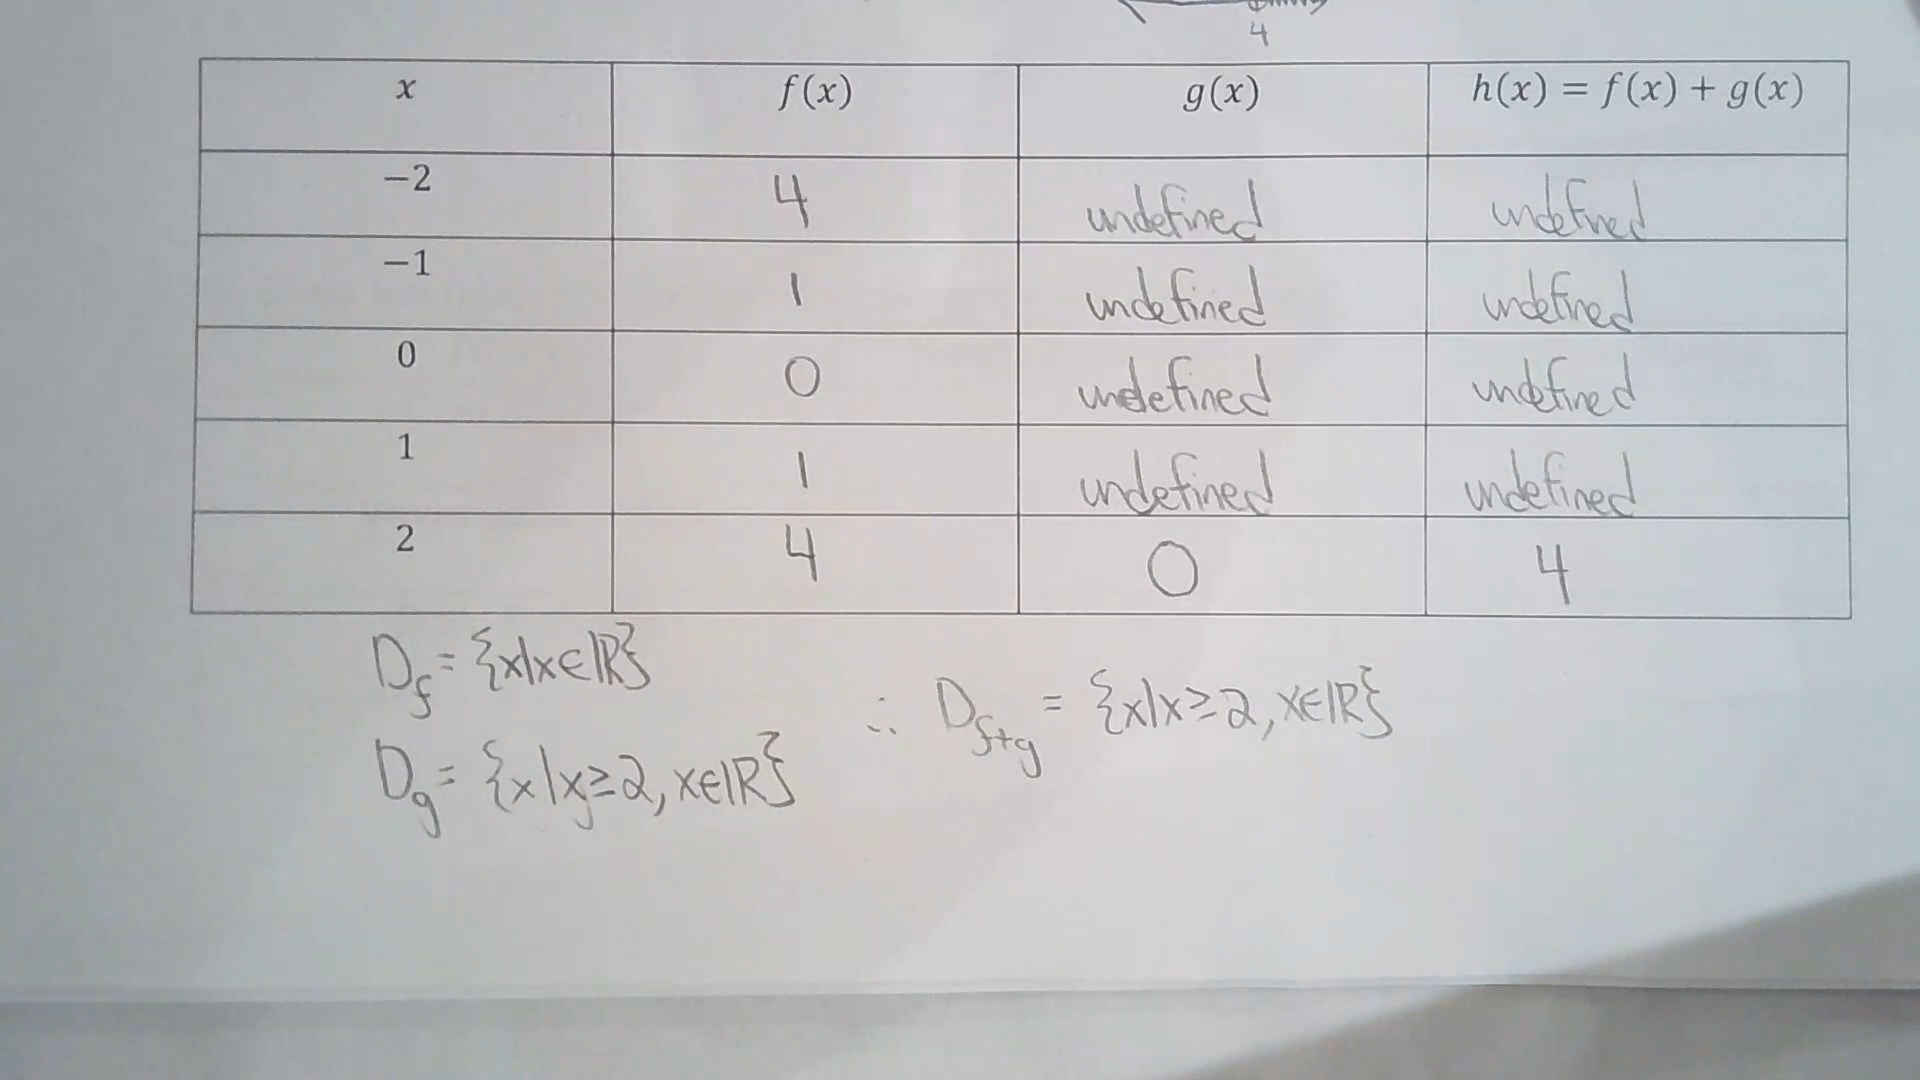 4
x f(x) g(x) h(x) = f(x) + g(x)
−2 4 undefined undefined
−1 1 undefined undefined
0 0 undefined undefined
1 1 undefined undefined
2 4 0 4
D_f = {x|x∈ℝ}
∴ D_f+g = {x|x≥2, x∈ℝ}
D_g = {x|x≥2, x∈ℝ}